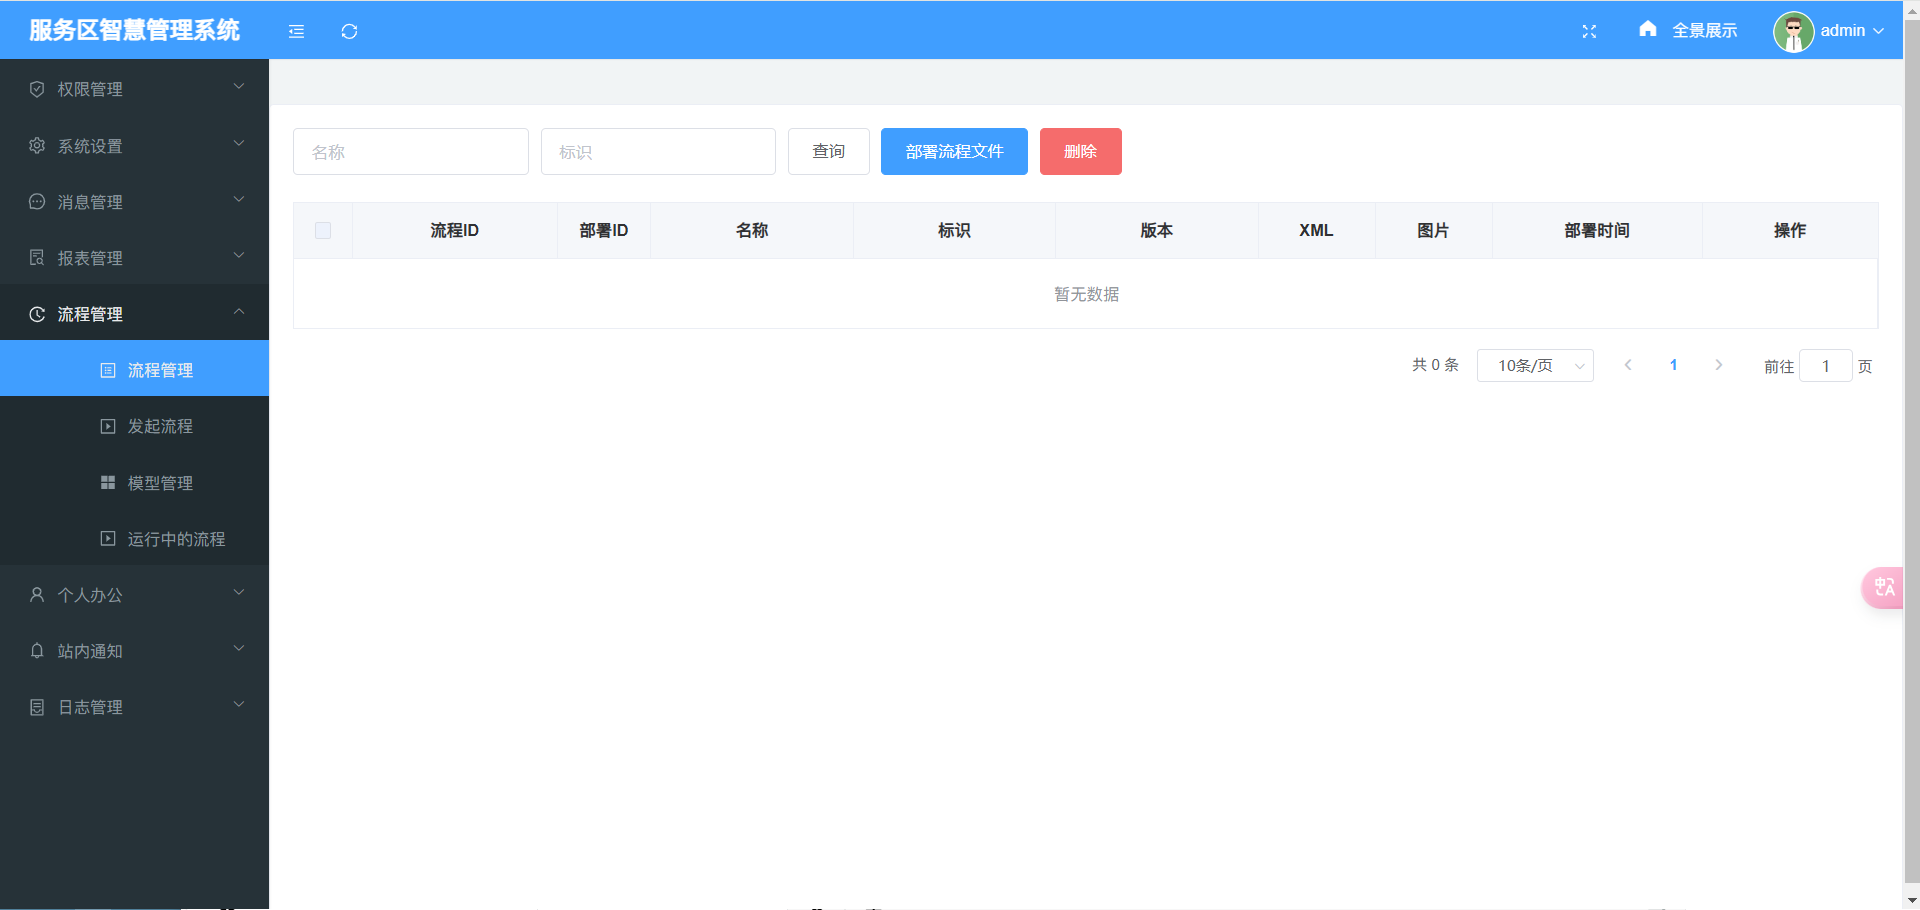 服务区智慧管理系统
全景展示
admin
权限管理
系统设置
消息管理
报表管理
流程管理
流程管理
发起流程
模型管理
运行中的流程
个人办公
站内通知
日志管理
名称
标识
查询
部署流程文件
删除
流程ID 部署ID 名称 标识 版本 XML 图片 部署时间 操作
暂无数据
共 0 条 10条/页 1 前往 1 页
中A